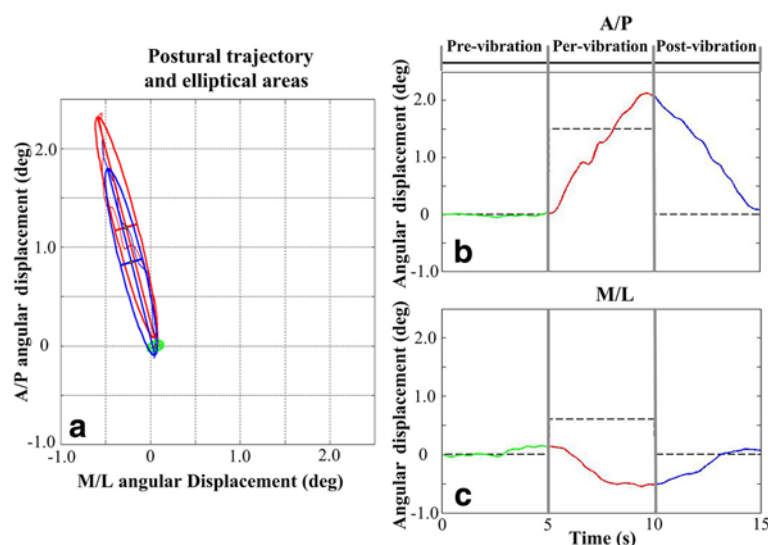 Postural trajectory
and elliptical areas
A/P angular displacement (deg)
2.0
1.0
0
-1.0
a
-1.0
0
1.0
2.0
M/L angular Displacement (deg)
A/P
Pre-vibration
Per-vibration
Post-vibration
Angular displacement (deg)
2.0
1.0
0
-1.0
b
M/L
Angular displacement (deg)
2.0
1.0
0
-1.0
c
0
5
10
15
Time (s)